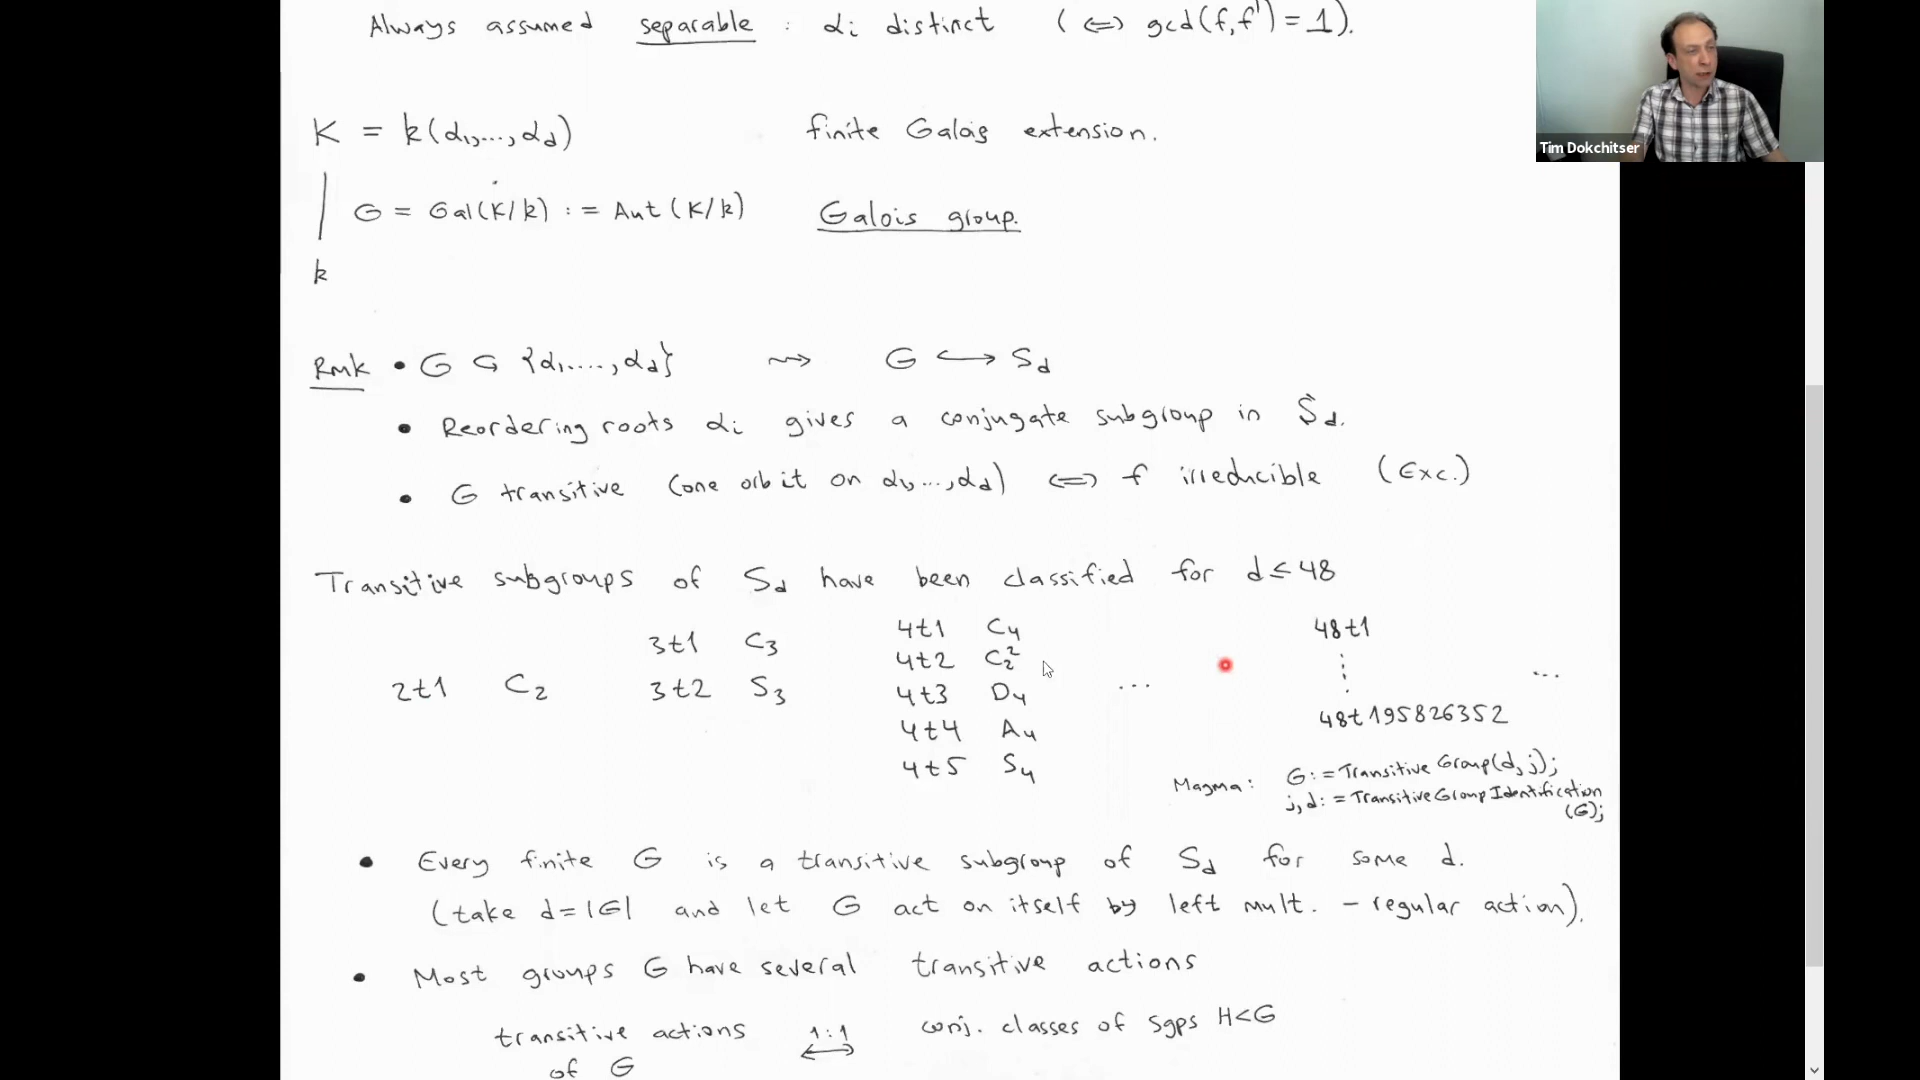 Always assumed separable : αi distinct (⇔ gcd(f,f')=1).
Tim Dokchitser
K = k(α1,...,αd) finite Galois extension.
G = Gal(K/k) := Aut(K/k) Galois group.
k
Rmk • G ↻ {α1,...,αd} ⇝ G ↪ Sd
• Reordering roots αi gives a conjugate subgroup in Sd.
• G transitive (one orbit on α1,...,αd) ⇔ f irreducible (Exc.)
Transitive subgroups of Sd have been classified for d≤48
2t1 C2
3t1 C3
3t2 S3
4t1 C4
4t2 C2²
4t3 D4
4t4 A4
4t5 S4
...
48t1
⋮
48t195826352
...
Magma: G:=TransitiveGroup(d,j);
j,d:=TransitiveGroupIdentification
(G);
• Every finite G is a transitive subgroup of Sd for some d.
(take d=|G| and let G act on itself by left mult. – regular action).
• Most groups G have several transitive actions
transitive actions ⟷ 1:1 conj. classes of sgps H<G
of G